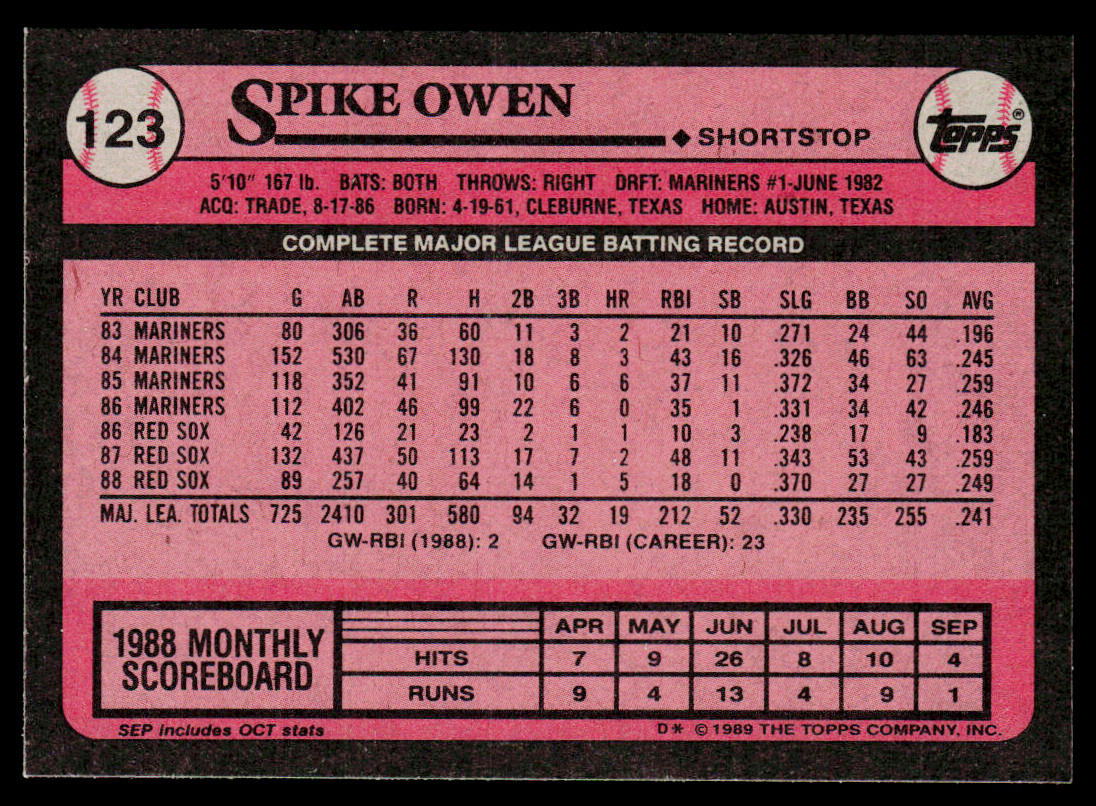 123
SPIKE OWEN
◆ SHORTSTOP
topps®
5'10" 167 lb. BATS: BOTH THROWS: RIGHT DRFT: MARINERS #1-JUNE 1982
ACQ: TRADE, 8-17-86 BORN: 4-19-61, CLEBURNE, TEXAS HOME: AUSTIN, TEXAS
COMPLETE MAJOR LEAGUE BATTING RECORD
YR CLUB G AB R H 2B 3B HR RBI SB SLG BB SO AVG
83 MARINERS 80 306 36 60 11 3 2 21 10 .271 24 44 .196
84 MARINERS 152 530 67 130 18 8 3 43 16 .326 46 63 .245
85 MARINERS 118 352 41 91 10 6 6 37 11 .372 34 27 .259
86 MARINERS 112 402 46 99 22 6 0 35 1 .331 34 42 .246
86 RED SOX 42 126 21 23 2 1 1 10 3 .238 17 9 .183
87 RED SOX 132 437 50 113 17 7 2 48 11 .343 53 43 .259
88 RED SOX 89 257 40 64 14 1 5 18 0 .370 27 27 .249
MAJ. LEA. TOTALS 725 2410 301 580 94 32 19 212 52 .330 235 255 .241
GW-RBI (1988): 2 GW-RBI (CAREER): 23
1988 MONTHLY
SCOREBOARD
APR MAY JUN JUL AUG SEP
HITS 7 9 26 8 10 4
RUNS 9 4 13 4 9 1
SEP includes OCT stats
D* © 1989 THE TOPPS COMPANY, INC.